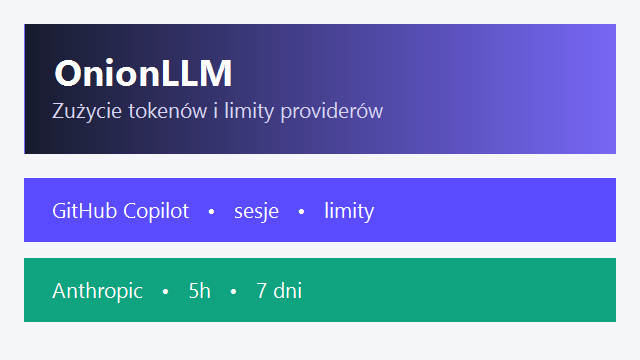 OnionLLM
Zużycie tokenów i limity providerów
GitHub Copilot • sesje • limity
Anthropic • 5h • 7 dni